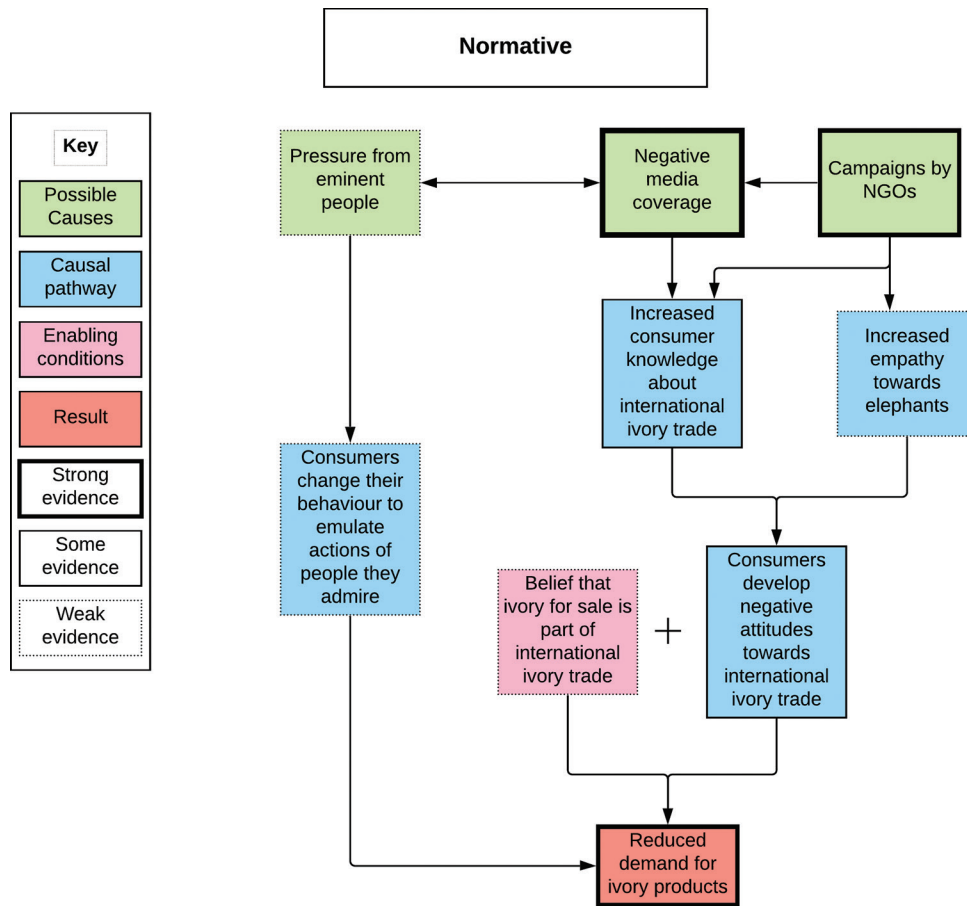 Normative
Key
Possible
Causes
Causal
pathway
Enabling
conditions
Result
Strong
evidence
Some
evidence
Weak
evidence
Pressure from
eminent
people
Negative
media
coverage
Campaigns by
NGOs
Increased
consumer
knowledge
about
international
ivory trade
Increased
empathy
towards
elephants
Consumers
change their
behaviour to
emulate
actions of
people they
admire
Belief that
ivory for sale is
part of
international
ivory trade
+
Consumers
develop
negative
attitudes
towards
international
ivory trade
Reduced
demand for
ivory products